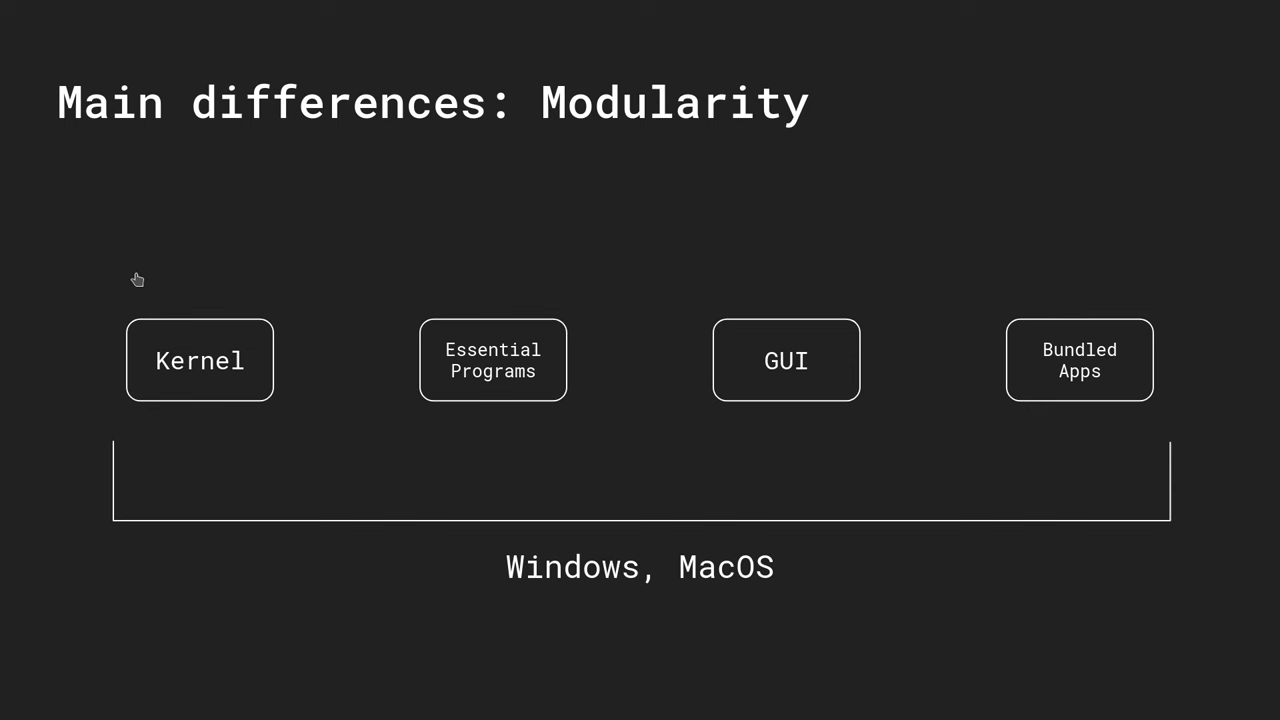 Main differences: Modularity
Kernel
Essential
Programs
GUI
Bundled
Apps
Windows, MacOS